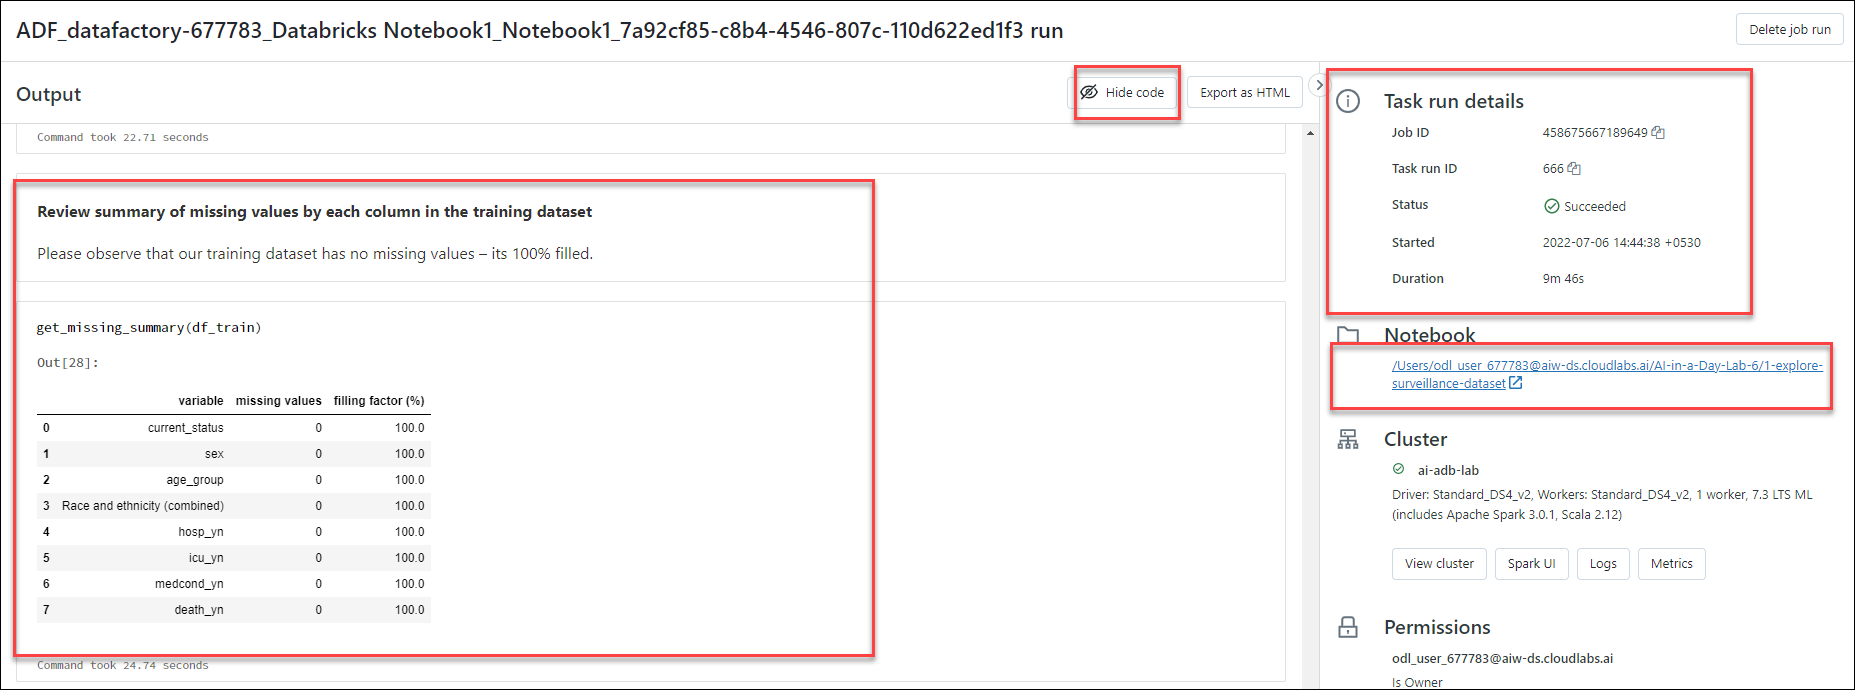 ADF_datafactory-677783_Databricks Notebook1_Notebook1_7a92cf85-c8b4-4546-807c-110d622ed1f3 run
Delete job run
Output
Hide code
Export as HTML
Command took 22.71 seconds
Review summary of missing values by each column in the training dataset
Please observe that our training dataset has no missing values – its 100% filled.
get_missing_summary(df_train)
Out[28]:
variable missing values filling factor (%)
0 current_status 0 100.0
1 sex 0 100.0
2 age_group 0 100.0
3 Race and ethnicity (combined) 0 100.0
4 hosp_yn 0 100.0
5 icu_yn 0 100.0
6 medcond_yn 0 100.0
7 death_yn 0 100.0
Command took 24.74 seconds
Task run details
Job ID 458675667189649
Task run ID 666
Status Succeeded
Started 2022-07-06 14:44:38 +0530
Duration 9m 46s
Notebook
/Users/odl_user_677783@aiw-ds.cloudlabs.ai/AI-in-a-Day-Lab-6/1-explore-
surveillance-dataset
Cluster
ai-adb-lab
Driver: Standard_DS4_v2, Workers: Standard_DS4_v2, 1 worker, 7.3 LTS ML
(includes Apache Spark 3.0.1, Scala 2.12)
View cluster Spark UI Logs Metrics
Permissions
odl_user_677783@aiw-ds.cloudlabs.ai
Is Owner